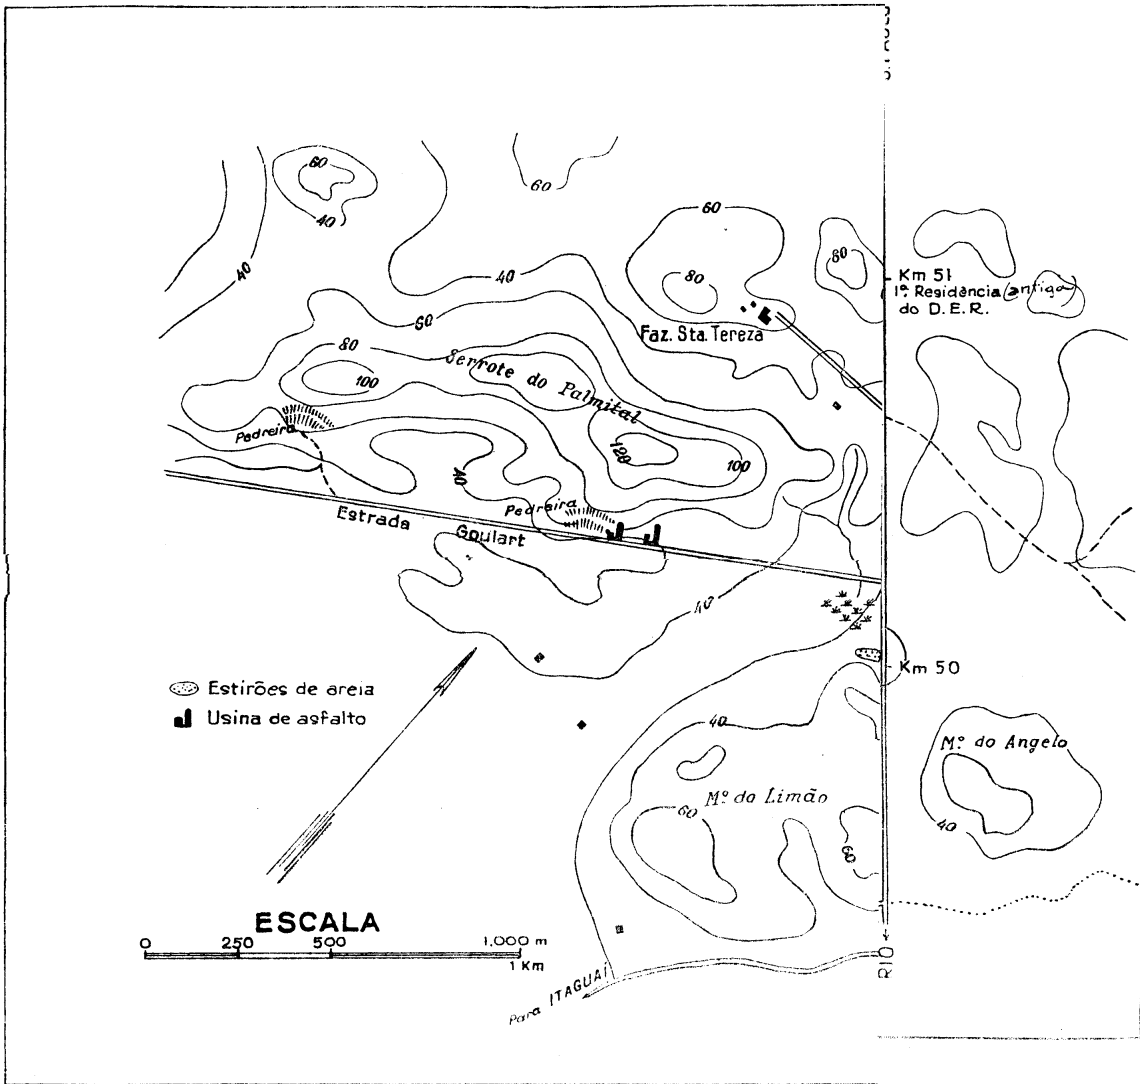 60
40
60
60
40
40
80
80
Km 51
1ª Residência (antiga)
do D.E.R.
60
Faz. Sta. Tereza
80
100
Serrote do Palmital
Pedreira
120
100
40
Pedreira
Estrada Goulart
40
Km 50
Estirões de areia
Usina de asfalto
40
Mº do Angelo
Mº do Limão
60
40
60
ESCALA
0 250 500 1,000 m
1 Km
RIO
Para ITAGUAÍ